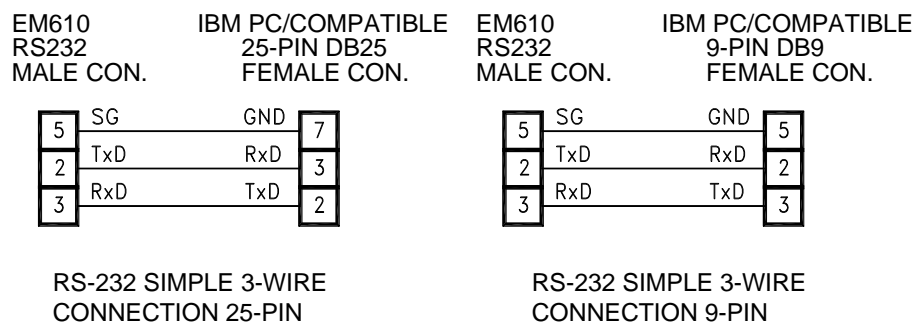 EM610 IBM PC/COMPATIBLE
RS232 25-PIN DB25
MALE CON. FEMALE CON.
5 SG GND 7
2 TxD RxD 3
3 RxD TxD 2
RS-232 SIMPLE 3-WIRE
CONNECTION 25-PIN
EM610 IBM PC/COMPATIBLE
RS232 9-PIN DB9
MALE CON. FEMALE CON.
5 SG GND 5
2 TxD RxD 2
3 RxD TxD 3
RS-232 SIMPLE 3-WIRE
CONNECTION 9-PIN